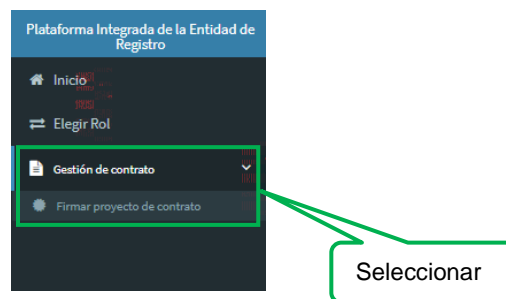 Plataforma Integrada de la Entidad de
Registro
Inicio
Elegir Rol
Gestión de contrato
Firmar proyecto de contrato
Seleccionar